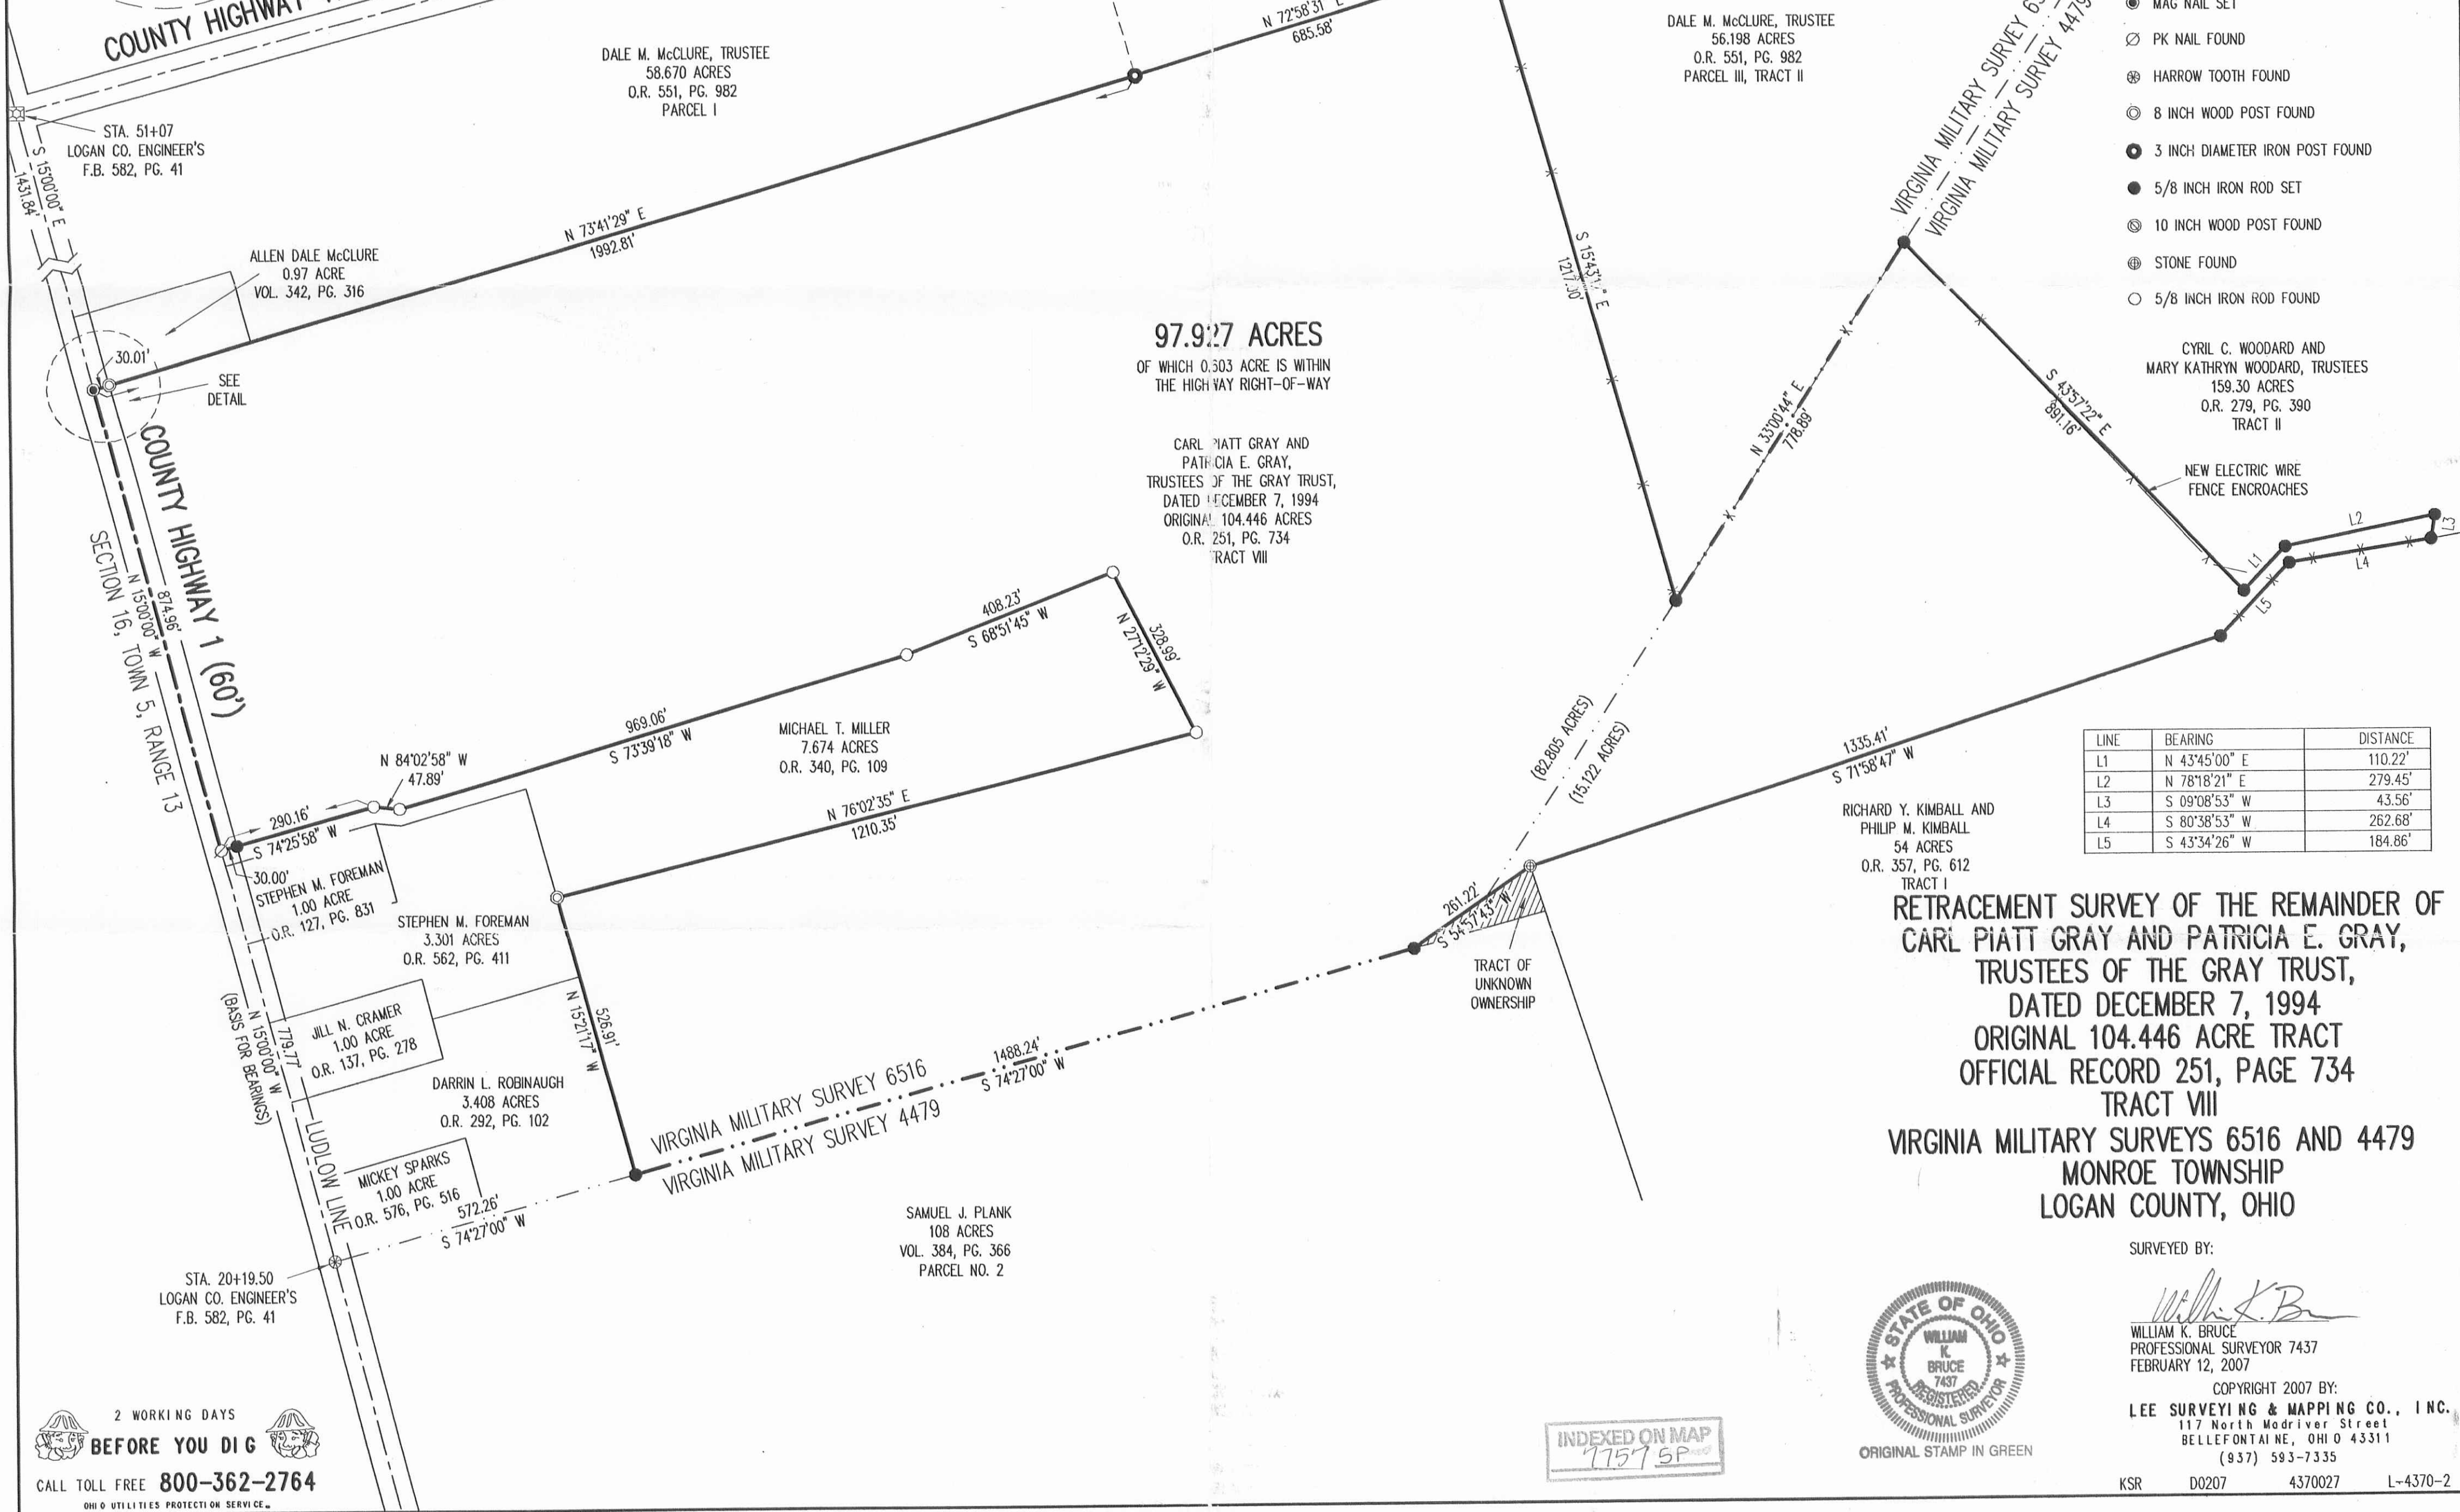 COUNTY HIGHWAY
STA. 51+07
LOGAN CO. ENGINEER'S
F.B. 582, PG. 41
S 15°00'00" E
1431.84'
DALE M. McCLURE, TRUSTEE
58.670 ACRES
O.R. 551, PG. 982
PARCEL I
N 72°58'31" E
685.58'
DALE M. McCLURE, TRUSTEE
56.198 ACRES
O.R. 551, PG. 982
PARCEL III, TRACT II
VIRGINIA MILITARY SURVEY
VIRGINIA MILITARY SURVEY 4479
MAG NAIL SET
PK NAIL FOUND
HARROW TOOTH FOUND
8 INCH WOOD POST FOUND
3 INCH DIAMETER IRON POST FOUND
5/8 INCH IRON ROD SET
10 INCH WOOD POST FOUND
STONE FOUND
5/8 INCH IRON ROD FOUND
N 73°41'29" E
1992.81'
ALLEN DALE McCLURE
0.97 ACRE
VOL. 342, PG. 316
30.01'
SEE
DETAIL
COUNTY HIGHWAY 1 (60')
874.96'
N 15°00'00" W
SECTION 16, TOWN 5, RANGE 13
97.927 ACRES
OF WHICH 0.603 ACRE IS WITHIN
THE HIGHWAY RIGHT-OF-WAY
CARL PIATT GRAY AND
PATRICIA E. GRAY,
TRUSTEES OF THE GRAY TRUST,
DATED DECEMBER 7, 1994
ORIGINAL 104.446 ACRES
O.R. 251, PG. 734
TRACT VIII
S 15°43'
E
N 33°00'44" E
778.89'
S 43°57'22" E
891.16'
CYRIL C. WOODARD AND
MARY KATHRYN WOODARD, TRUSTEES
159.30 ACRES
O.R. 279, PG. 390
TRACT II
NEW ELECTRIC WIRE
FENCE ENCROACHES
L1
L2
L3
L4
L5
408.23'
S 68°51'45" W
328.99'
N 27°12'29" W
969.06'
S 73°39'18" W
MICHAEL T. MILLER
7.674 ACRES
O.R. 340, PG. 109
N 84°02'58" W
47.89'
N 76°02'35" E
1210.35'
290.16'
S 74°25'58" W
30.00'
STEPHEN M. FOREMAN
1.00 ACRE
O.R. 127, PG. 831
STEPHEN M. FOREMAN
3.301 ACRES
O.R. 562, PG. 411
JILL N. CRAMER
1.00 ACRE
O.R. 137, PG. 278
779.77'
N 15°00'00" W
(BASIS FOR BEARINGS)
LUDLOW LINE
DARRIN L. ROBINAUGH
3.408 ACRES
O.R. 292, PG. 102
526.91'
N 15°21'17" W
MICKEY SPARKS
1.00 ACRE
O.R. 576, PG. 516
572.26'
S 74°27'00" W
STA. 20+19.50
LOGAN CO. ENGINEER'S
F.B. 582, PG. 41
VIRGINIA MILITARY SURVEY 6516
VIRGINIA MILITARY SURVEY 4479
1488.24'
S 74°27'00" W
SAMUEL J. PLANK
108 ACRES
VOL. 384, PG. 366
PARCEL NO. 2
(82.805 ACRES)
(15.122 ACRES)
261.22'
S 54°57'43" W
TRACT OF
UNKNOWN
OWNERSHIP
1335.41'
S 71°58'47" W
RICHARD Y. KIMBALL AND
PHILIP M. KIMBALL
54 ACRES
O.R. 357, PG. 612
TRACT I
LINE BEARING DISTANCE
L1 N 43°45'00" E 110.22'
L2 N 78°18'21" E 279.45'
L3 S 09°08'53" W 43.56'
L4 S 80°38'53" W 262.68'
L5 S 43°34'26" W 184.86'
RETRACEMENT SURVEY OF THE REMAINDER OF
CARL PIATT GRAY AND PATRICIA E. GRAY,
TRUSTEES OF THE GRAY TRUST,
DATED DECEMBER 7, 1994
ORIGINAL 104.446 ACRE TRACT
OFFICIAL RECORD 251, PAGE 734
TRACT VIII
VIRGINIA MILITARY SURVEYS 6516 AND 4479
MONROE TOWNSHIP
LOGAN COUNTY, OHIO
SURVEYED BY:
WILLIAM K. BRUCE
PROFESSIONAL SURVEYOR 7437
FEBRUARY 12, 2007
COPYRIGHT 2007 BY:
LEE SURVEYING & MAPPING CO., INC.
117 North Madriver Street
BELLEFONTAINE, OHIO 43311
(937) 593-7335
KSR D0207 4370027 L-4370-2
STATE OF OHIO
WILLIAM
K.
BRUCE
7437
REGISTERED
PROFESSIONAL SURVEYOR
ORIGINAL STAMP IN GREEN
INDEXED ON MAP
7757 SP
2 WORKING DAYS
BEFORE YOU DIG
CALL TOLL FREE 800-362-2764
OHIO UTILITIES PROTECTION SERVICE